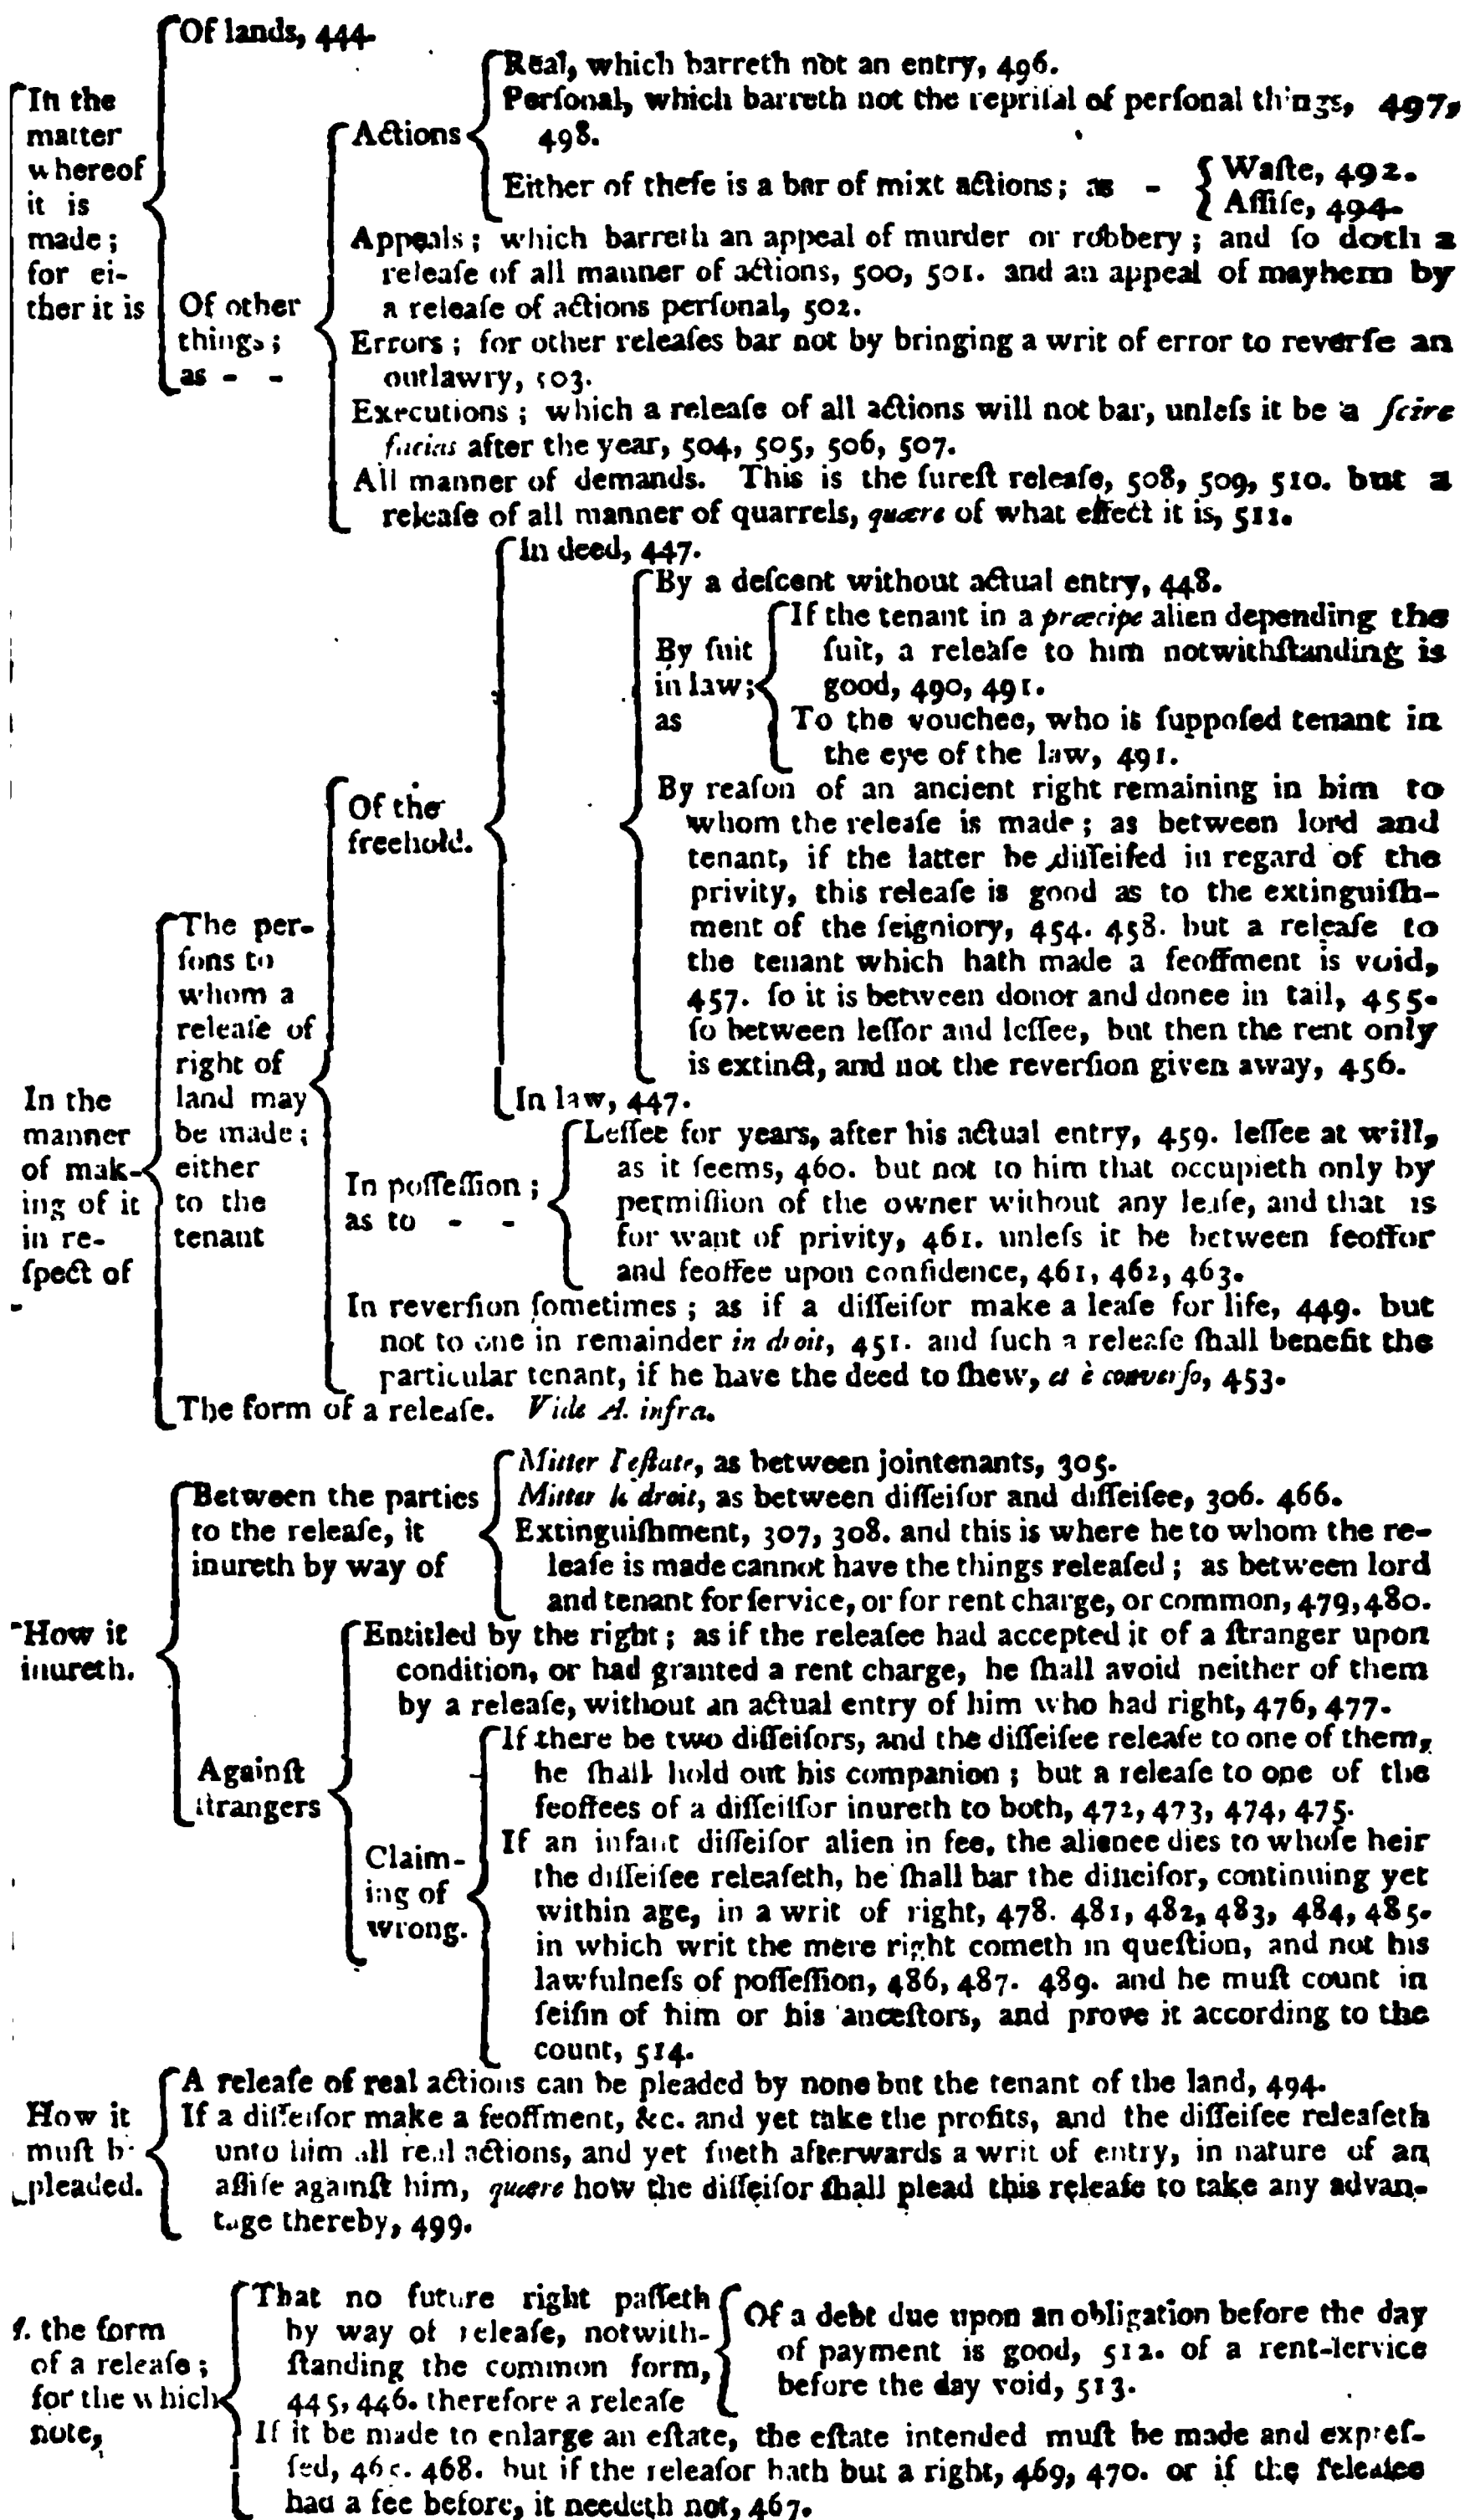 Of lands, 444.
In the
matter
whereof
it is
made;
for ei-
ther it is
Of other
things;
as - -
Actions
Real, which barreth not an entry, 496.
Perſonal, which barreth not the repriſal of perſonal things, 497,
498.
Either of theſe is a bar of mixt actions; as -
Waſte, 492.
Aſſiſe, 494.
Appeals; which barreth an appeal of murder or robbery; and ſo doth a
releaſe of all manner of actions, 500, 501. and an appeal of mayhem by
a releaſe of actions perſonal, 502.
Errors; for other releaſes bar not by bringing a writ of error to reverſe an
outlawry, 503.
Executions; which a releaſe of all actions will not bar, unleſs it be a ſcire
facias after the year, 504, 505, 506, 507.
All manner of demands. This is the ſureſt releaſe, 508, 509, 510. but a
releaſe of all manner of quarrels, quære of what effect it is, 511.
In the
manner
of mak-
ing of it
in re-
ſpect of
-
The per-
ſons to
whom a
releaſe of
right of
land may
be made;
either
to the
tenant
Of the
freehold.
In deed, 447.
By a deſcent without actual entry, 448.
By ſuit
in law;
as
If the tenant in a præcipe alien depending the
ſuit, a releaſe to him notwithſtanding is
good, 490, 491.
To the vouchee, who is ſuppoſed tenant in
the eye of the law, 491.
By reaſon of an ancient right remaining in him to
whom the releaſe is made; as between lord and
tenant, if the latter be diſſeiſed in regard of the
privity, this releaſe is good as to the extinguiſh-
ment of the ſeigniory, 454. 458. but a releaſe to
the tenant which hath made a feoffment is void,
457. ſo it is between donor and donee in tail, 455.
ſo between leſſor and leſſee, but then the rent only
is extinct, and not the reverſion given away, 456.
In law, 447.
In poſſeſſion;
as to - -
Leſſee for years, after his actual entry, 459. leſſee at will,
as it ſeems, 460. but not to him that occupieth only by
permiſſion of the owner without any leaſe, and that is
for want of privity, 461. unleſs it be between feoffor
and feoffee upon confidence, 461, 462, 463.
In reverſion ſometimes; as if a diſſeiſor make a leaſe for life, 449. but
not to one in remainder in droit, 451. and ſuch a releaſe ſhall benefit the
particular tenant, if he have the deed to ſhew, et è converſo, 453.
The form of a releaſe. Vide A. infra.
How it
inureth.
Between the parties
to the releaſe, it
inureth by way of
Mitter l'eſtate, as between jointenants, 305.
Mitter le droit, as between diſſeiſor and diſſeiſee, 306. 466.
Extinguiſhment, 307, 308. and this is where he to whom the re-
leaſe is made cannot have the things releaſed; as between lord
and tenant for ſervice, or for rent charge, or common, 479, 480.
Againſt
ſtrangers
Entitled by the right; as if the releaſee had accepted it of a ſtranger upon
condition, or had granted a rent charge, he ſhall avoid neither of them
by a releaſe, without an actual entry of him who had right, 476, 477.
Claim-
ing of
wrong.
If there be two diſſeiſors, and the diſſeiſee releaſe to one of them,
he ſhall hold out his companion; but a releaſe to one of the
feoffees of a diſſeiſſor inureth to both, 472, 473, 474, 475.
If an infant diſſeiſor alien in fee, the alienee dies to whoſe heir
the diſſeiſee releaſeth, he ſhall bar the diſſeiſor, continuing yet
within age, in a writ of right, 478. 481, 482, 483, 484, 485.
in which writ the mere right cometh in queſtion, and not his
lawfulneſs of poſſeſſion, 486, 487. 489. and he muſt count in
ſeiſin of him or his anceſtors, and prove it according to the
count, 514.
How it
muſt b
pleaded.
A releaſe of real actions can be pleaded by none but the tenant of the land, 494.
If a diſſeiſor make a feoffment, &c. and yet take the profits, and the diſſeiſee releaſeth
unto him all real actions, and yet ſueth afterwards a writ of entry, in nature of an
aſſiſe againſt him, quære how the diſſeiſor ſhall plead this releaſe to take any advan-
tage thereby, 499.
the form
of a releaſe;
for the which
note,
That no future right paſſeth
by way of releaſe, notwith-
ſtanding the common form,
445, 446. therefore a releaſe
Of a debt due upon an obligation before the day
of payment is good, 512. of a rent-ſervice
before the day void, 513.
If it be made to enlarge an eſtate, the eſtate intended muſt be made and expreſ-
ſed, 468. but if the releaſor hath but a right, 469, 470. or if the releaſee
had a fee before, it needeth not, 467.